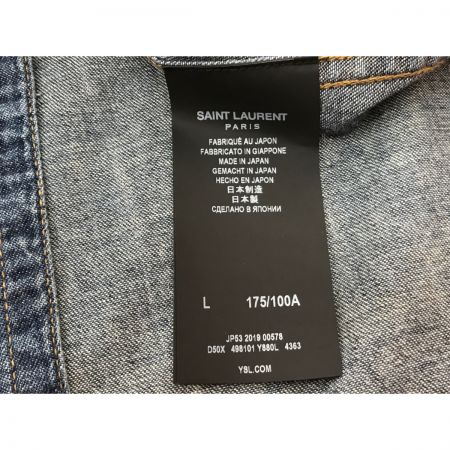 SAINT LAURENT
PARIS
FABRIQUÉ AU JAPON
FABBRICATO IN GIAPPONE
MADE IN JAPAN
GEMACHT IN JAPAN
HECHO EN JAPON
日本制造
日本製
СДЕЛАНО В ЯПОНИИ
L 175/100A
JP53 2019 00578
D50X 498101 Y880L 4363
YSL.COM